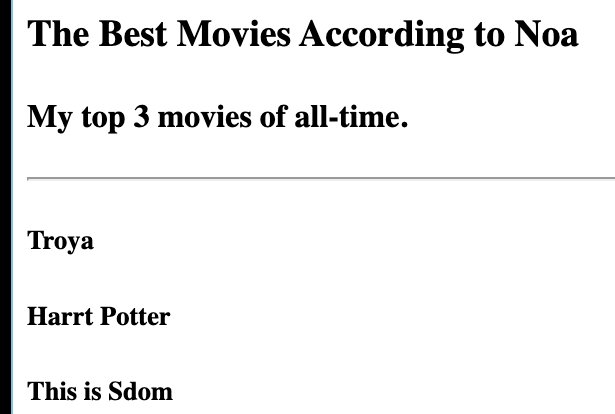 The Best Movies According to Noa
My top 3 movies of all-time.
Troya
Harrt Potter
This is Sdom